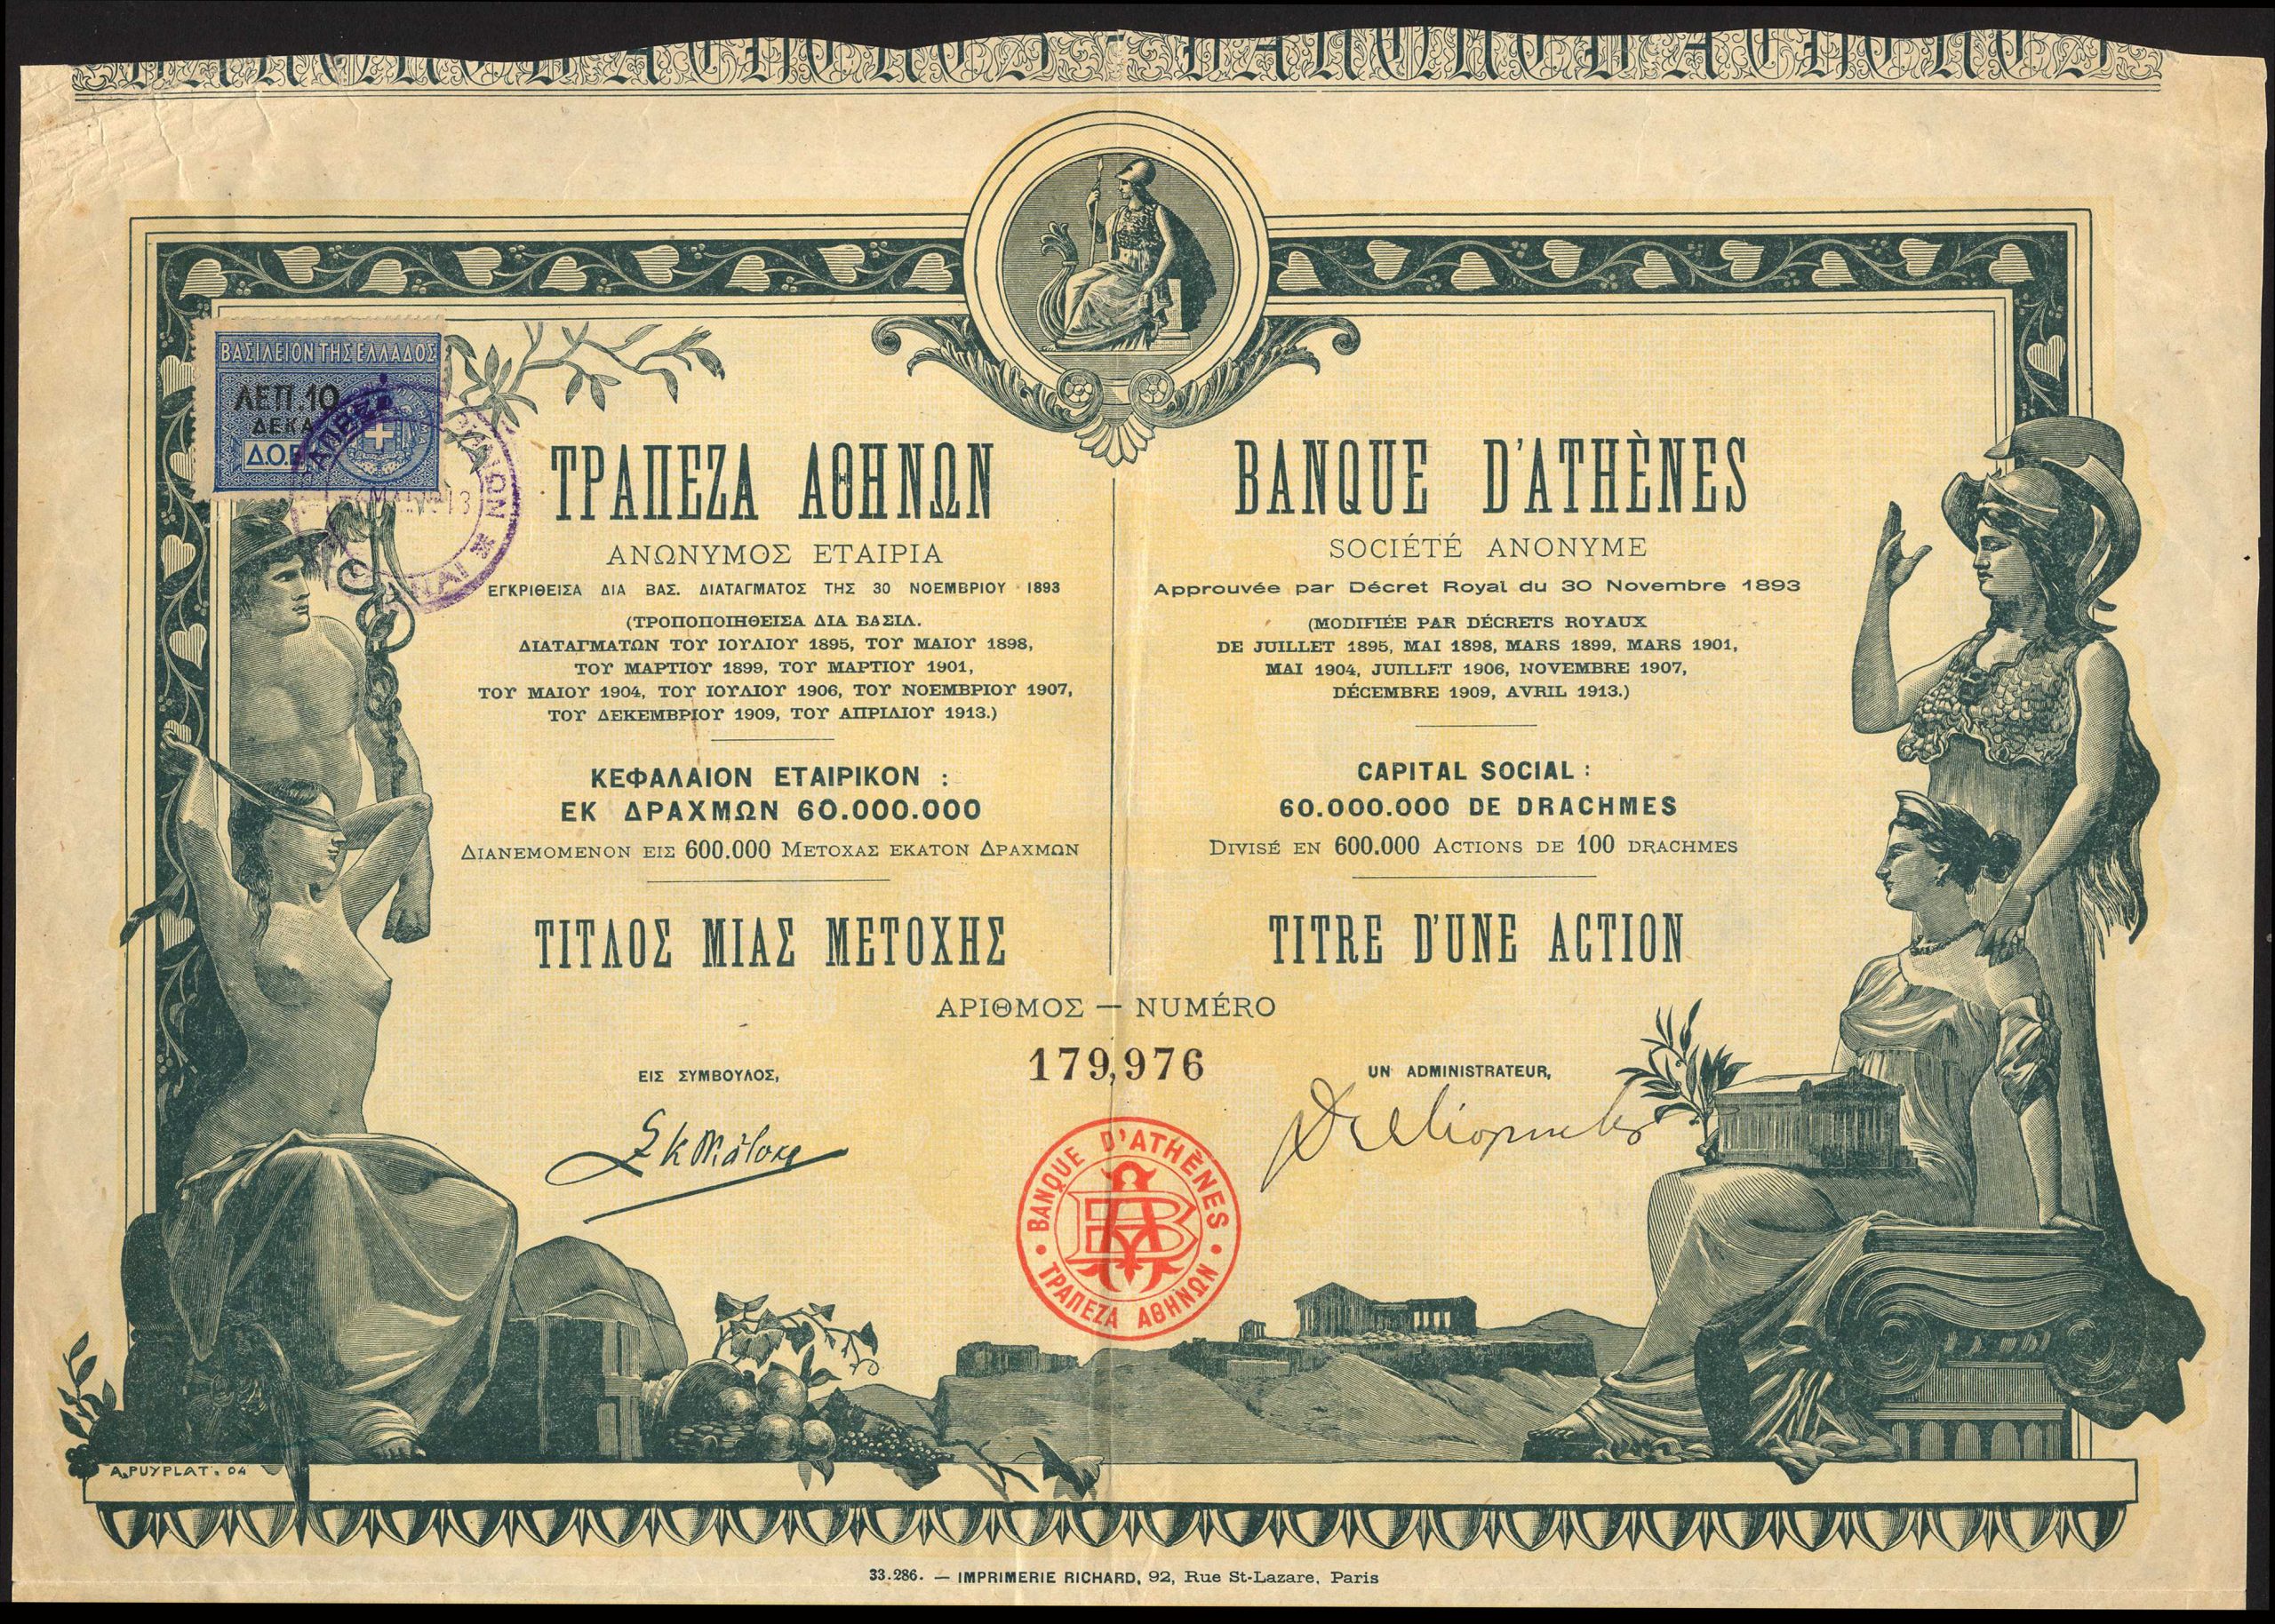 ΒΑΣΙΛΕΙΟΝ ΤΗΣ ΕΛΛΑΔΟΣ
ΛΕΠ. 10
ΔΕΚΑ
ΤΡΑΠΕΖΑ ΑΘΗΝΩΝ
ΑΝΩΝΥΜΟΣ ΕΤΑΙΡΙΑ
ΕΓΚΡΙΘΕΙΣΑ ΔΙΑ ΒΑΣ. ΔΙΑΤΑΓΜΑΤΟΣ ΤΗΣ 30 ΝΟΕΜΒΡΙΟΥ 1893
(ΤΡΟΠΟΠΟΙΗΘΕΙΣΑ ΔΙΑ ΒΑΣΙΛ.
ΔΙΑΤΑΓΜΑΤΩΝ ΤΟΥ ΙΟΥΛΙΟΥ 1895, ΤΟΥ ΜΑΙΟΥ 1898,
ΤΟΥ ΜΑΡΤΙΟΥ 1899, ΤΟΥ ΜΑΡΤΙΟΥ 1901,
ΤΟΥ ΜΑΙΟΥ 1904, ΤΟΥ ΙΟΥΛΙΟΥ 1906, ΤΟΥ ΝΟΕΜΒΡΙΟΥ 1907,
ΤΟΥ ΔΕΚΕΜΒΡΙΟΥ 1909, ΤΟΥ ΑΠΡΙΛΙΟΥ 1913.)
ΚΕΦΑΛΑΙΟΝ ΕΤΑΙΡΙΚΟΝ :
ΕΚ ΔΡΑΧΜΩΝ 60.000.000
ΔΙΑΝΕΜΟΜΕΝΟΝ ΕΙΣ 600.000 ΜΕΤΟΧΑΣ ΕΚΑΤΟΝ ΔΡΑΧΜΩΝ
ΤΙΤΛΟΣ ΜΙΑΣ ΜΕΤΟΧΗΣ
BANQUE D'ATHÈNES
SOCIÉTÉ ANONYME
Approuvée par Décret Royal du 30 Novembre 1893
(MODIFIÉE PAR DÉCRETS ROYAUX
DE JUILLET 1895, MAI 1898, MARS 1899, MARS 1901,
MAI 1904, JUILLET 1906, NOVEMBRE 1907,
DÉCEMBRE 1909, AVRIL 1913.)
CAPITAL SOCIAL :
60.000.000 DE DRACHMES
DIVISÉ EN 600.000 ACTIONS DE 100 DRACHMES
TITRE D'UNE ACTION
ΑΡΙΘΜΟΣ — NUMÉRO
179,976
ΕΙΣ ΣΥΜΒΟΥΛΟΣ,
UN ADMINISTRATEUR,
BANQUE D'ATHÈNES
ΤΡΑΠΕΖΑ ΑΘΗΝΩΝ
A. PUYPLAT. 04
33.286. — IMPRIMERIE RICHARD, 92, Rue St-Lazare, Paris